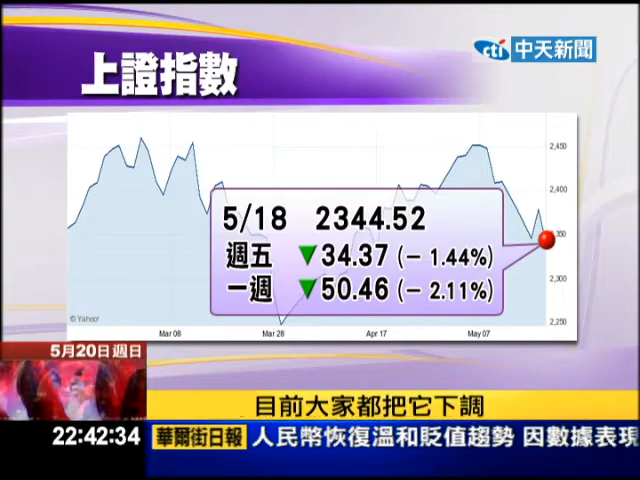 cti 中天新聞
上證指數
2,450
2,400
5/18 2344.52
週五 ▼34.37 (－1.44%)
一週 ▼50.46 (－2.11%)
2,300
2,250
© Yahoo!
Mar 08
Mar 28
Apr 17
May 07
5月20日週日
目前大家都把它下調
22:42:34
華爾街日報 人民幣恢復溫和貶值趨勢 因數據表現